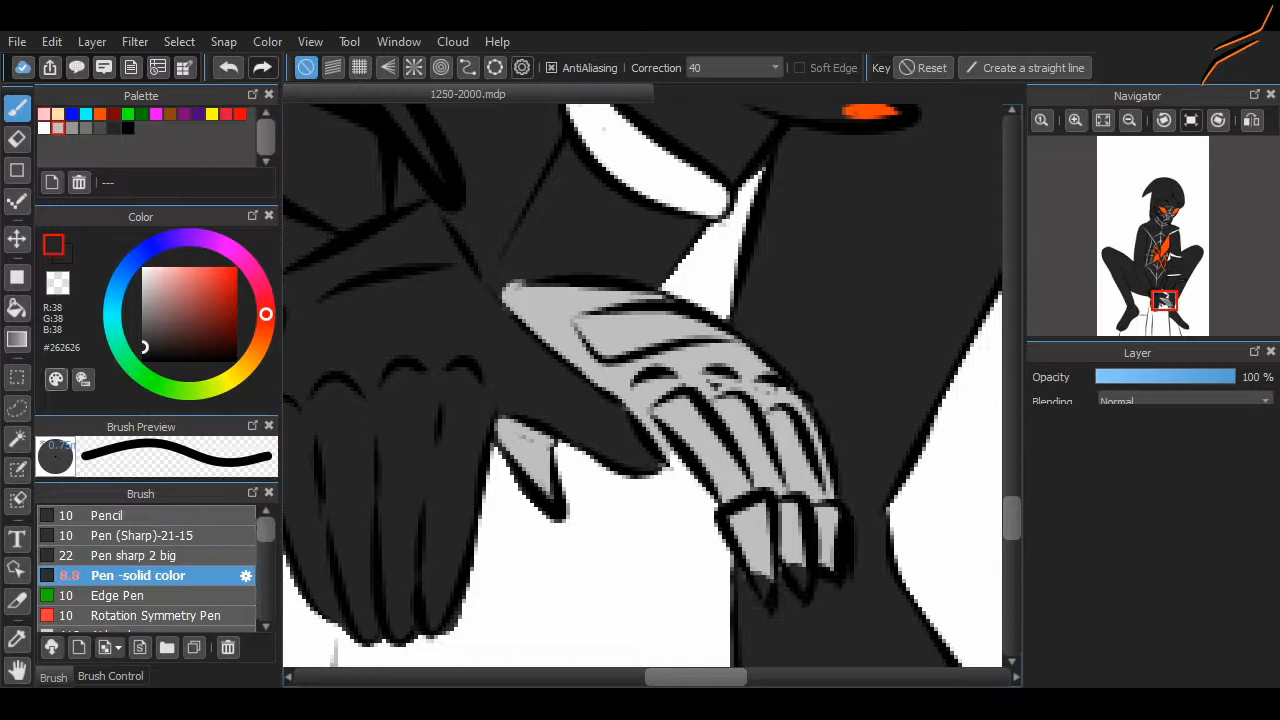 File Edit Layer Filter Select Snap Color View Tool Window Cloud Help
AntiAliasing Correction 40 Soft Edge Key Reset Create a straight line
Palette
1250-2000.mdp
Navigator
---
Color
R:38
G:38
B:38
#262626
Layer
Opacity 100 %
Blending Normal
Brush Preview
Brush
10 Pencil
10 Pen (Sharp)-21-15
22 Pen sharp 2 big
8.8 Pen -solid color
10 Edge Pen
10 Rotation Symmetry Pen
Brush Brush Control